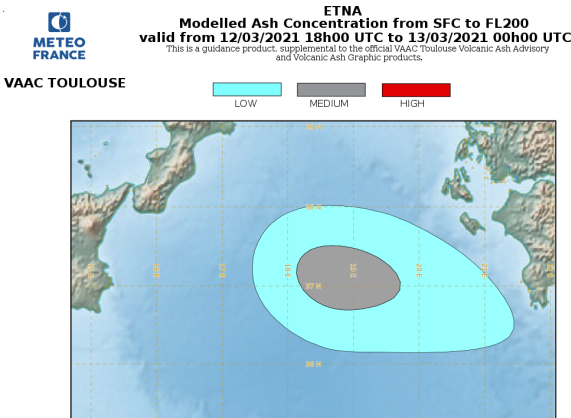 ETNA
Modelled Ash Concentration from SFC to FL200
valid from 12/03/2021 18h00 UTC to 13/03/2021 00h00 UTC
This is a guidance product, supplemental to the official VAAC Toulouse Volcanic Ash Advisory
and Volcanic Ash Graphic products.
METEO
FRANCE
VAAC TOULOUSE
LOW
MEDIUM
HIGH